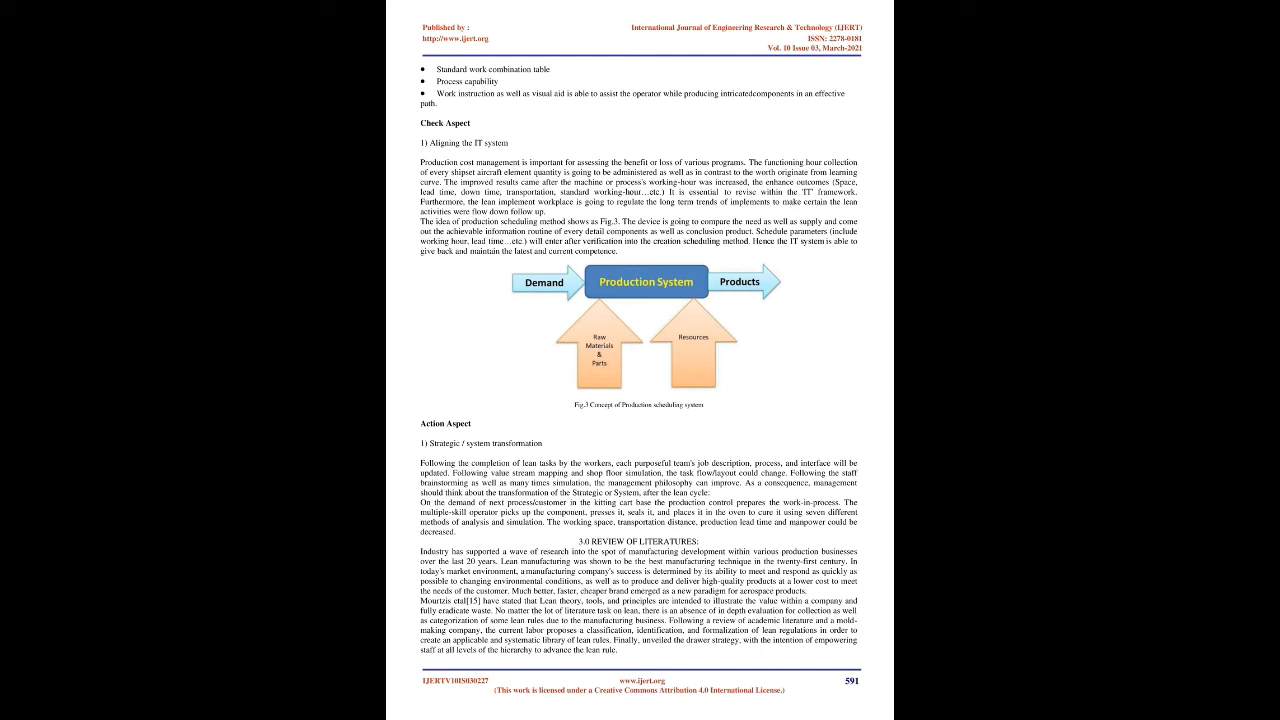 Published by :
International Journal of Engineering Research & Technology (IJERT)
http://www.ijert.org
ISSN: 2278-0181
Vol. 10 Issue 03, March-2021
● Standard work combination table
● Process capability
● Work instruction as well as visual aid is able to assist the operator while producing intricatedcomponents in an effective
path.
Check Aspect
1) Aligning the IT system
Production cost management is important for assessing the benefit or loss of various programs. The functioning hour collection
of every shipset aircraft element quantity is going to be administered as well as in contrast to the worth originate from learning
curve. The improved results came after the machine or process's working-hour was increased, the enhance outcomes (Space,
lead time, down time, transportation, standard working-hour…etc.) It is essential to revise within the 'IT' framework.
Furthermore, the lean implement workplace is going to regulate the long term trends of implements to make certain the lean
activities were flow down follow up.
The idea of production scheduling method shows as Fig.3. The device is going to compare the need as well as supply and come
out the achievable information routine of every detail components as well as conclusion product. Schedule parameters (include
working hour, lead time…etc.) will enter after verification into the creation scheduling method. Hence the IT system is able to
give back and maintain the latest and current competence.
Demand
Production System
Products
Raw
Materials
&
Parts
Resources
Fig.3 Concept of Production scheduling system
Action Aspect
1) Strategic / system transformation
Following the completion of lean tasks by the workers, each purposeful team's job description, process, and interface will be
updated. Following value stream mapping and shop floor simulation, the task flow/layout could change. Following the staff
brainstorming as well as many times simulation, the management philosophy can improve. As a consequence, management
should think about the transformation of the Strategic or System, after the lean cycle:
On the demand of next process/customer in the kitting cart base the production control prepares the work-in-process. The
multiple-skill operator picks up the component, presses it, seals it, and places it in the oven to cure it using seven different
methods of analysis and simulation. The working space, transportation distance, production lead time and manpower could be
decreased.
3.0 REVIEW OF LITERATURES:
Industry has supported a wave of research into the spot of manufacturing development within various production businesses
over the last 20 years. Lean manufacturing was shown to be the best manufacturing technique in the twenty-first century. In
today's market environment, a manufacturing company's success is determined by its ability to meet and respond as quickly as
possible to changing environmental conditions, as well as to produce and deliver high-quality products at a lower cost to meet
the needs of the customer. Much better, faster, cheaper brand emerged as a new paradigm for aerospace products.
Mourtzis etal[15] have stated that Lean theory, tools, and principles are intended to illustrate the value within a company and
fully eradicate waste. No matter the lot of literature task on lean, there is an absence of in depth evaluation for collection as well
as categorization of some lean rules due to the manufacturing business. Following a review of academic literature and a mold-
making company, the current labor proposes a classification, identification, and formalization of lean regulations in order to
create an applicable and systematic library of lean rules. Finally, unveiled the drawer strategy, with the intention of empowering
staff at all levels of the hierarchy to advance the lean rule.
IJERTV10IS030227
www.ijert.org
591
(This work is licensed under a Creative Commons Attribution 4.0 International License.)